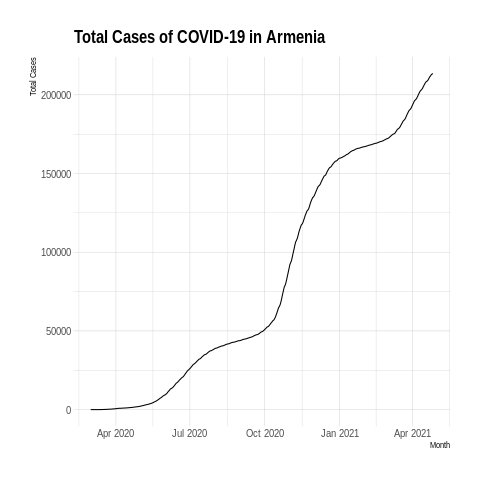 Total Cases of COVID-19 in Armenia
Total Cases
200000
150000
100000
50000
0
Apr 2020 Jul 2020 Oct 2020 Jan 2021 Apr 2021
Month